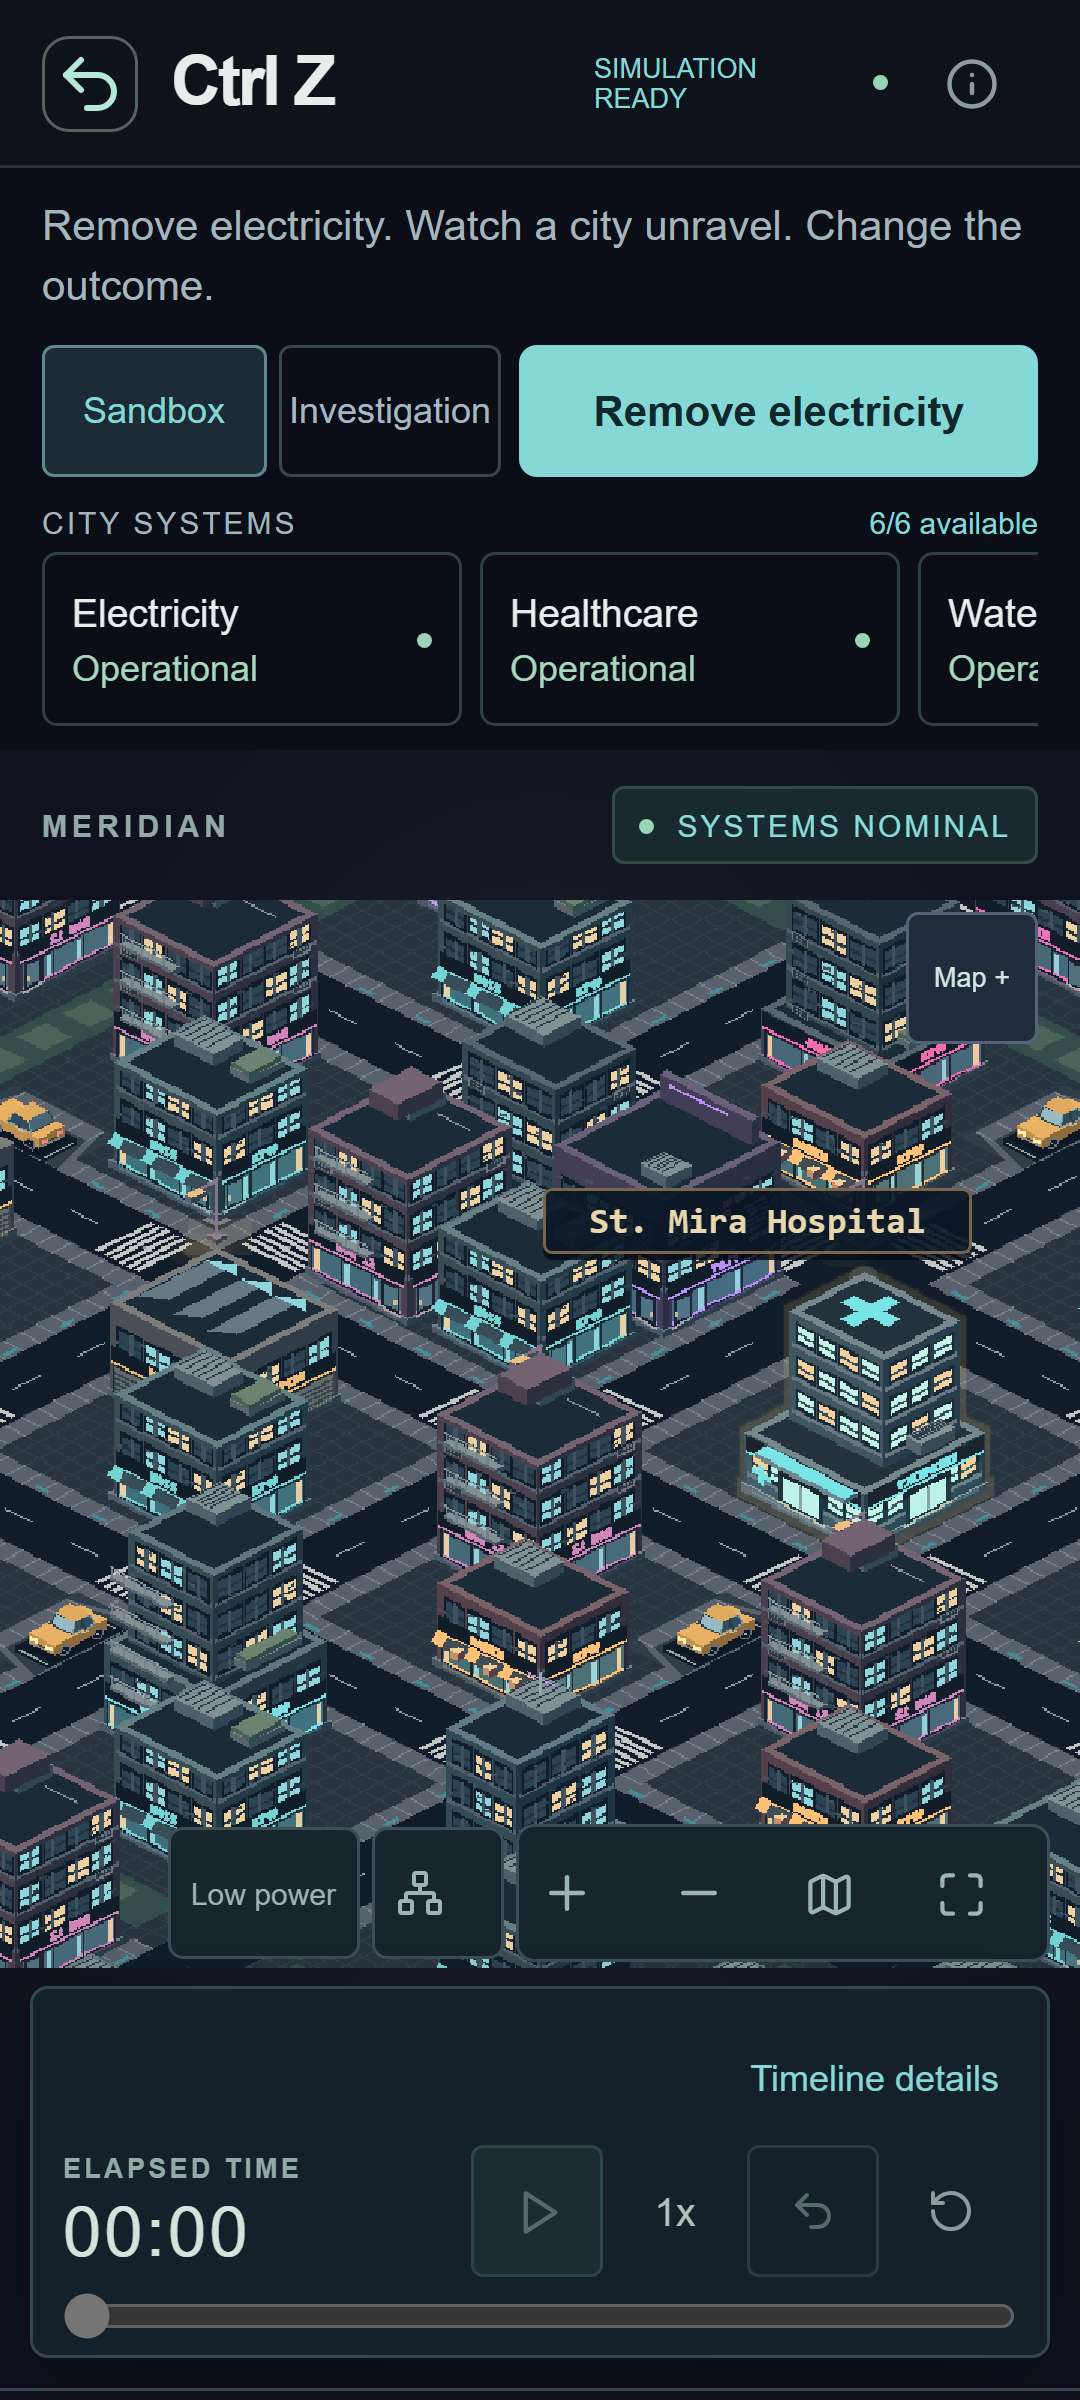 Ctrl Z
SIMULATION
READY
Remove electricity. Watch a city unravel. Change the
outcome.
Sandbox
Investigation
Remove electricity
CITY SYSTEMS
6/6 available
Electricity
Operational
Healthcare
Operational
Wate
Opera
MERIDIAN
SYSTEMS NOMINAL
Map +
St. Mira Hospital
Low power
Timeline details
ELAPSED TIME
00:00
1x